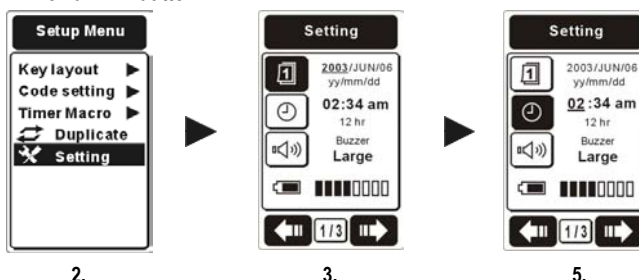 Setup Menu
Key layout
Code setting
Timer Macro
Duplicate
Setting
2.
Setting
1
2003/JUN/06
yy/mm/dd
02:34 am
12 hr
Buzzer
Large
1/3
3.
Setting
1
2003/JUN/06
yy/mm/dd
02:34 am
12 hr
Buzzer
Large
1/3
5.